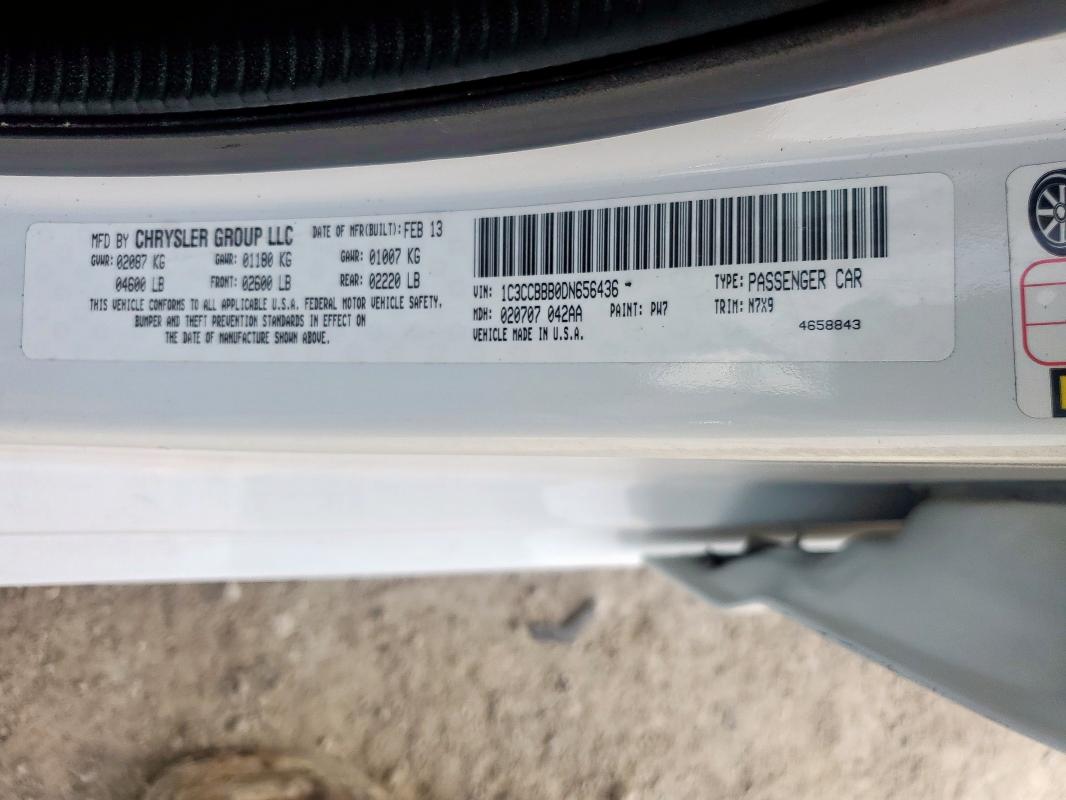 MFD BY CHRYSLER GROUP LLC DATE OF MFR(BUILT): FEB 13
GVWR: 02087 KG GAWR: 01180 KG GAWR: 01007 KG
04600 LB FRONT: 02600 LB REAR: 02220 LB
THIS VEHICLE CONFORMS TO ALL APPLICABLE U.S.A. FEDERAL MOTOR VEHICLE SAFETY,
BUMPER AND THEFT PREVENTION STANDARDS IN EFFECT ON
THE DATE OF MANUFACTURE SHOWN ABOVE.
VIN: 1C3CCBBB0DN656436 TYPE: PASSENGER CAR
MDH: 020707 042AA PAINT: PW7 TRIM: N7X9
VEHICLE MADE IN U.S.A. 4658843